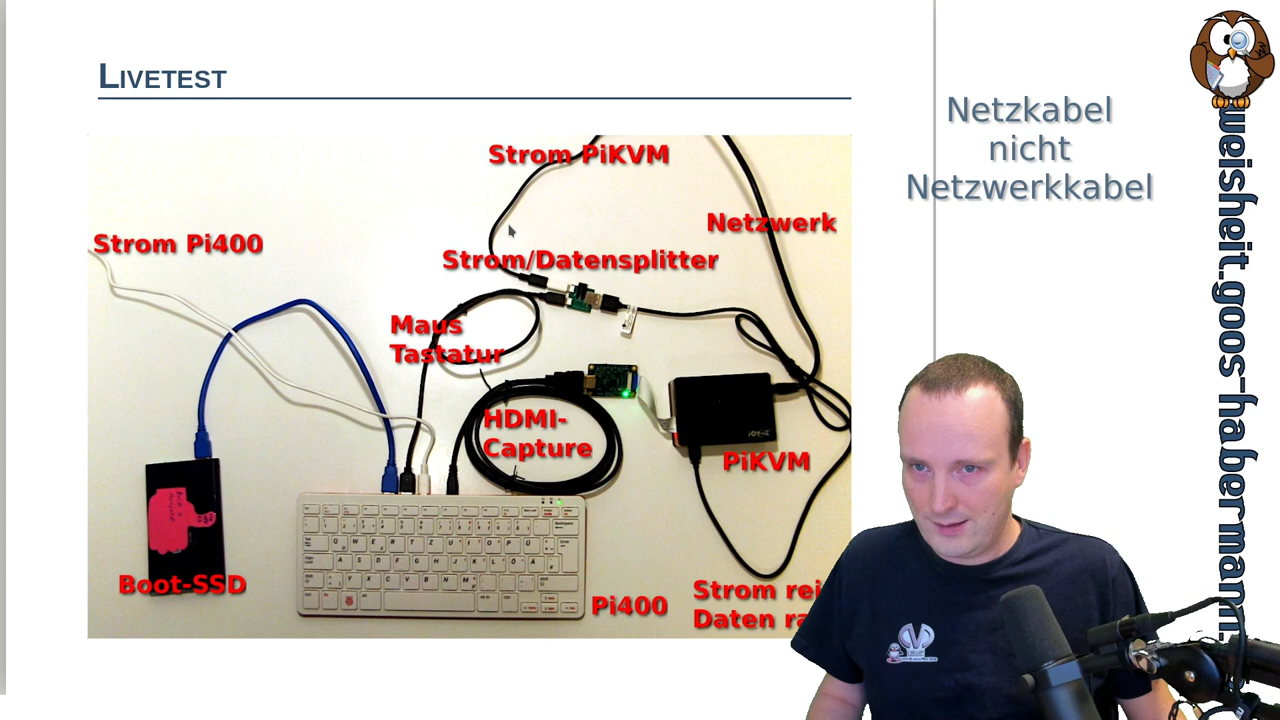 Livetest
Netzkabel
nicht
Netzwerkkabel
Strom PiKVM
Netzwerk
Strom Pi400
Strom/Datensplitter
Maus
Tastatur
HDMI-
Capture
PiKVM
Boot-SSD
Pi400
Strom rei
Daten ra
weisheit.goos-habermann.